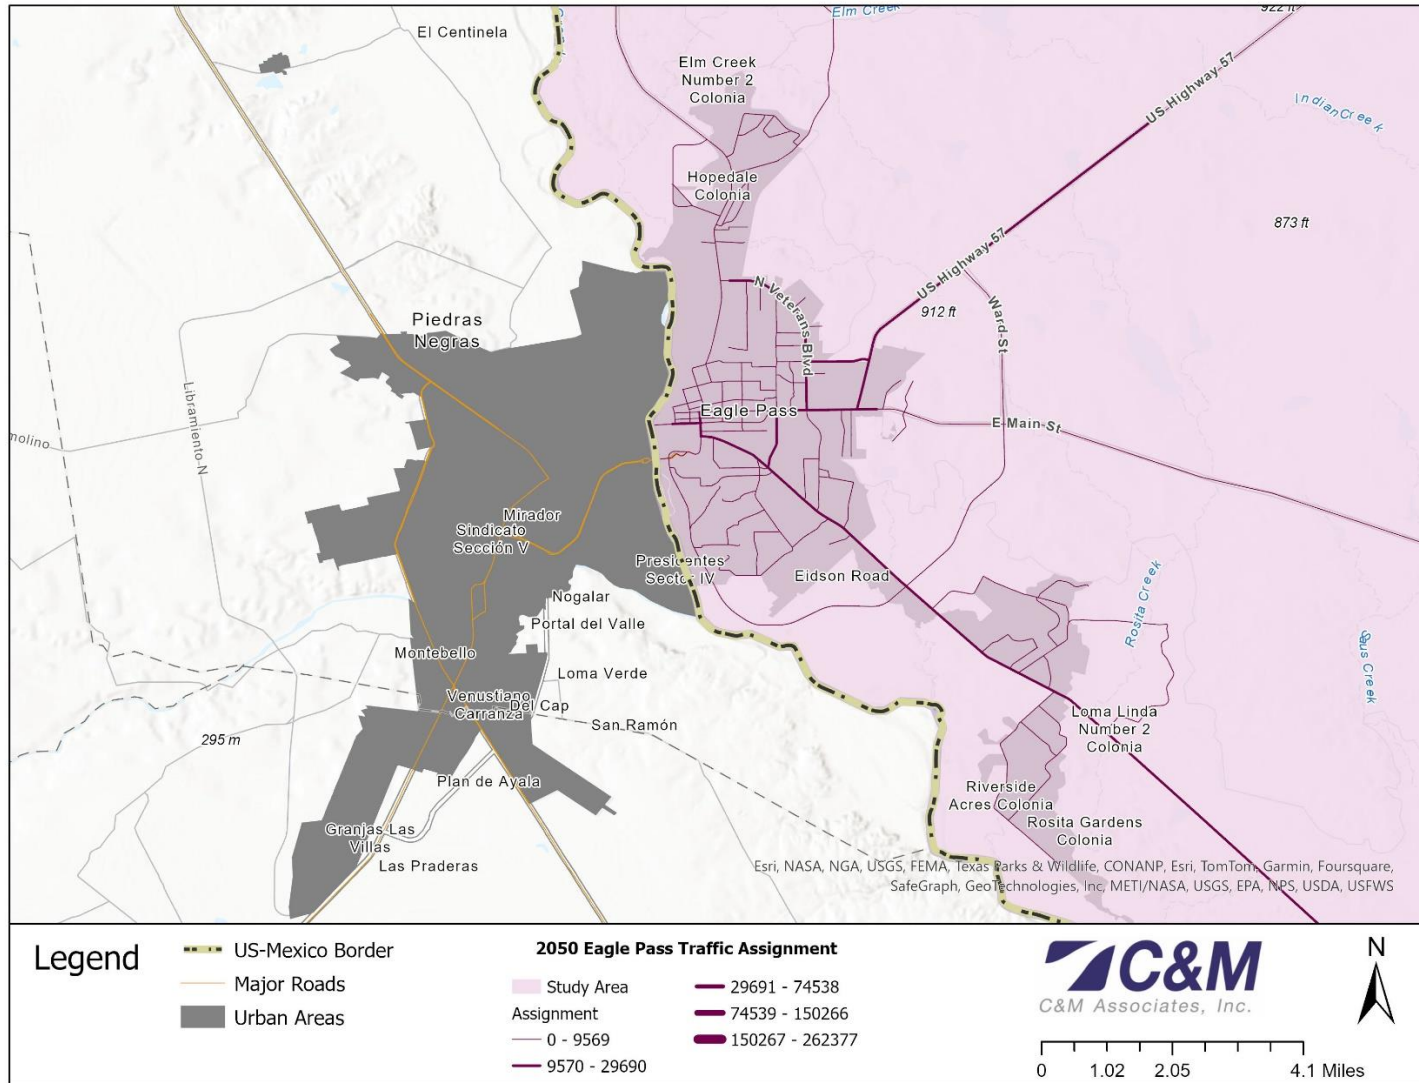 El Centinela
Elm Creek
922 ft
Elm Creek
Number 2
Colonia
US Highway 57
Indian Creek
Hopedale
Colonia
873 ft
US Highway 57
N Veterans Blvd
912 ft
Ward St
Piedras
Negras
Libramiento N
Eagle Pass
E Main St
molino
Mirador
Sindicato
Sección V
Presidentes
Sector IV
Eidson Road
Rosita Creek
Nogalar
Portal del Valle
Montebello
Loma Verde
Venustiano
Carranza
Del Cap
San Ramón
295 m
Loma Linda
Number 2
Colonia
Plan de Ayala
Riverside
Acres Colonia
Rosita Gardens
Colonia
Granjas Las
Villas
Las Praderas
Esri, NASA, NGA, USGS, FEMA, Texas Parks & Wildlife, CONANP, Esri, TomTom, Garmin, Foursquare,
SafeGraph, GeoTechnologies, Inc, METI/NASA, USGS, EPA, NPS, USDA, USFWS
Legend
US-Mexico Border
Major Roads
Urban Areas
2050 Eagle Pass Traffic Assignment
Study Area
Assignment
0 - 9569
9570 - 29690
29691 - 74538
74539 - 150266
150267 - 262377
C&M
C&M Associates, Inc.
N
0 1.02 2.05 4.1 Miles